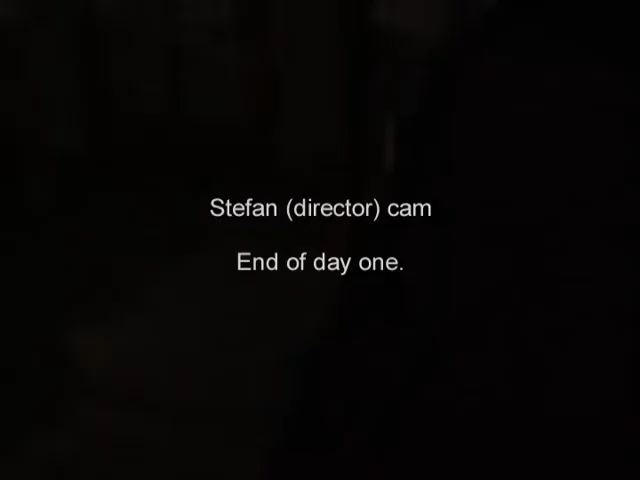 Stefan (director) cam
End of day one.